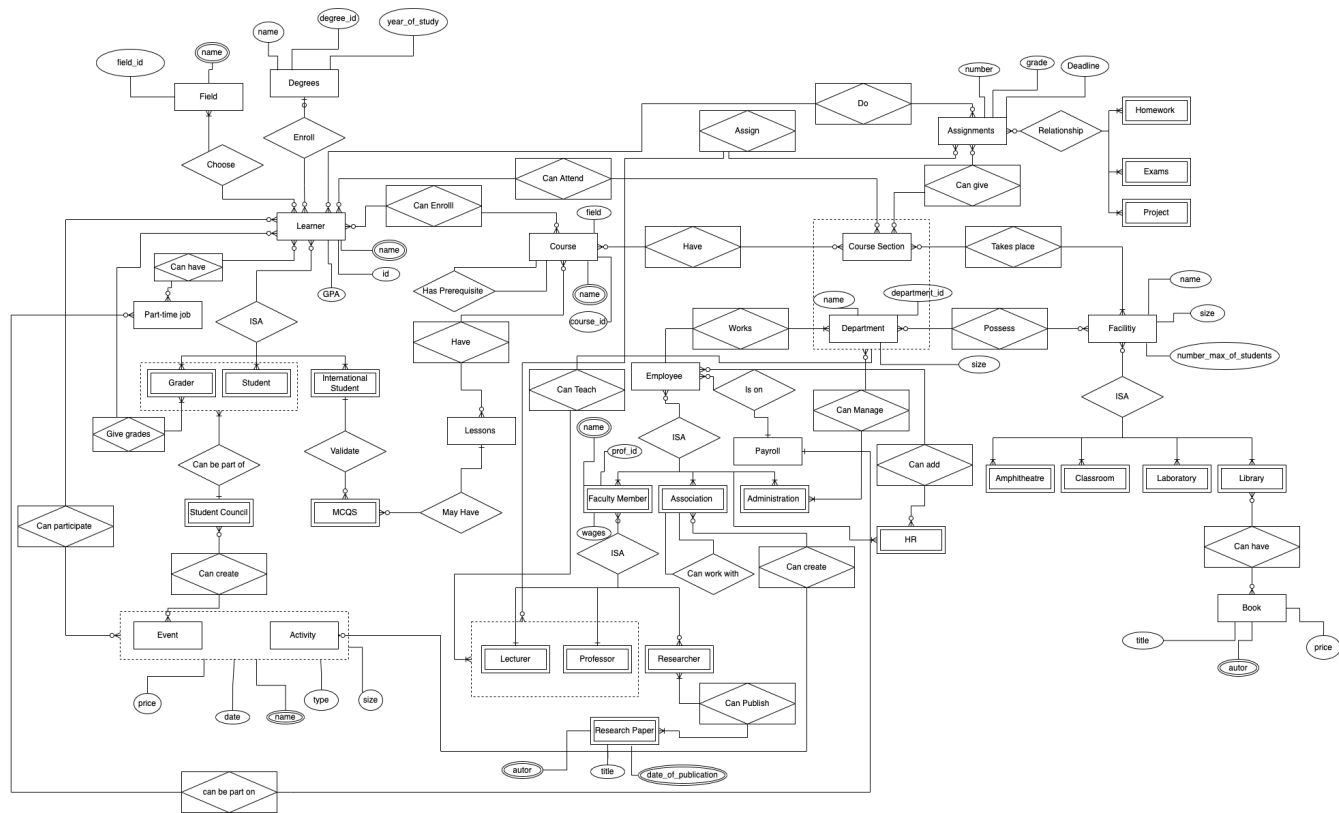 degree_id
year_of_study
name
name
field_id
Degrees
Field
number
grade
Deadline
Do
Homework
Assign
Assignments
Relationship
Enroll
Choose
Can Attend
Exams
Can give
Can Enrolll
Project
field
Learner
name
Course
Have
Course Section
Takes place
Can have
id
GPA
Has Prerequisite
name
department_id
name
name
size
Part-time job
ISA
course_id
Works
Department
Possess
Facilitiy
Have
number_max_of_students
size
Grader
Student
International
Student
Can Teach
Employee
Is on
Can Manage
ISA
Give grades
Lessons
name
ISA
Can be part of
Validate
prof_id
Payroll
Can add
Faculty Member
Association
Administration
Amphitheatre
Classroom
Laboratory
Library
Student Council
MCQS
May Have
Can participate
wages
HR
ISA
Can have
Can create
Can work with
Can create
Book
Event
Activity
title
autor
price
Lecturer
Professor
Researcher
price
date
name
type
size
Can Publish
Research Paper
autor
title
date_of_publication
can be part on